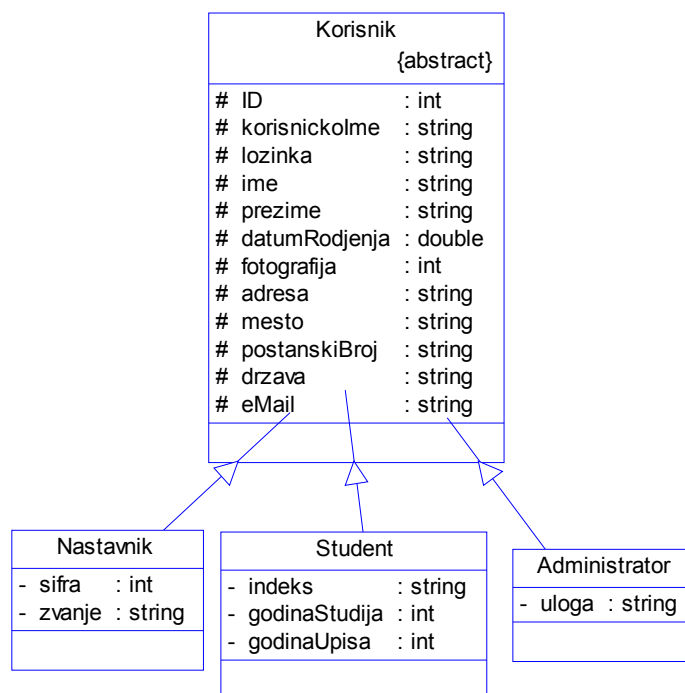 Korisnik
{abstract}
# ID : int
# korisnickoIme : string
# lozinka : string
# ime : string
# prezime : string
# datumRodjenja : double
# fotografija : int
# adresa : string
# mesto : string
# postanskiBroj : string
# drzava : string
# eMail : string
Nastavnik
- sifra : int
- zvanje : string
Student
- indeks : string
- godinaStudija : int
- godinaUpisa : int
Administrator
- uloga : string